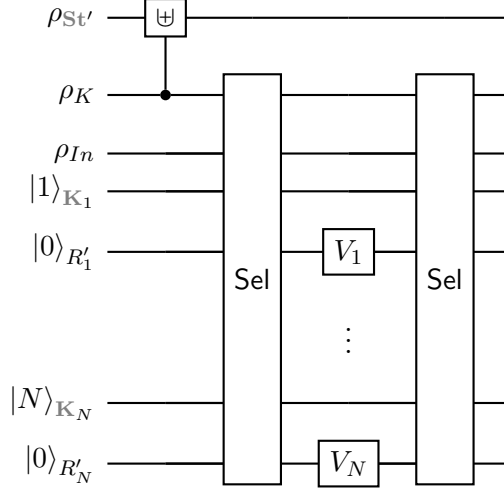 ρ_{St′} ⊎
ρ_K
ρ_{In}
|1⟩_{K_1}
|0⟩_{R′_1} Sel V_1 Sel
⋮
|N⟩_{K_N}
|0⟩_{R′_N} V_N